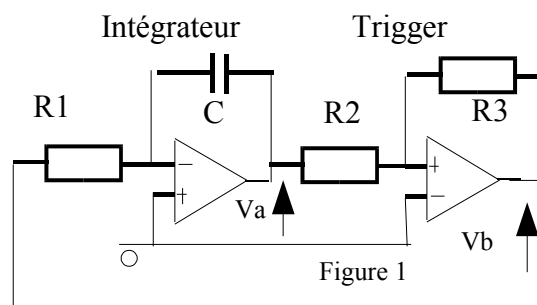 Intégrateur Trigger
R1 C R2 R3
− +
+ −
Va
Vb
Figure 1